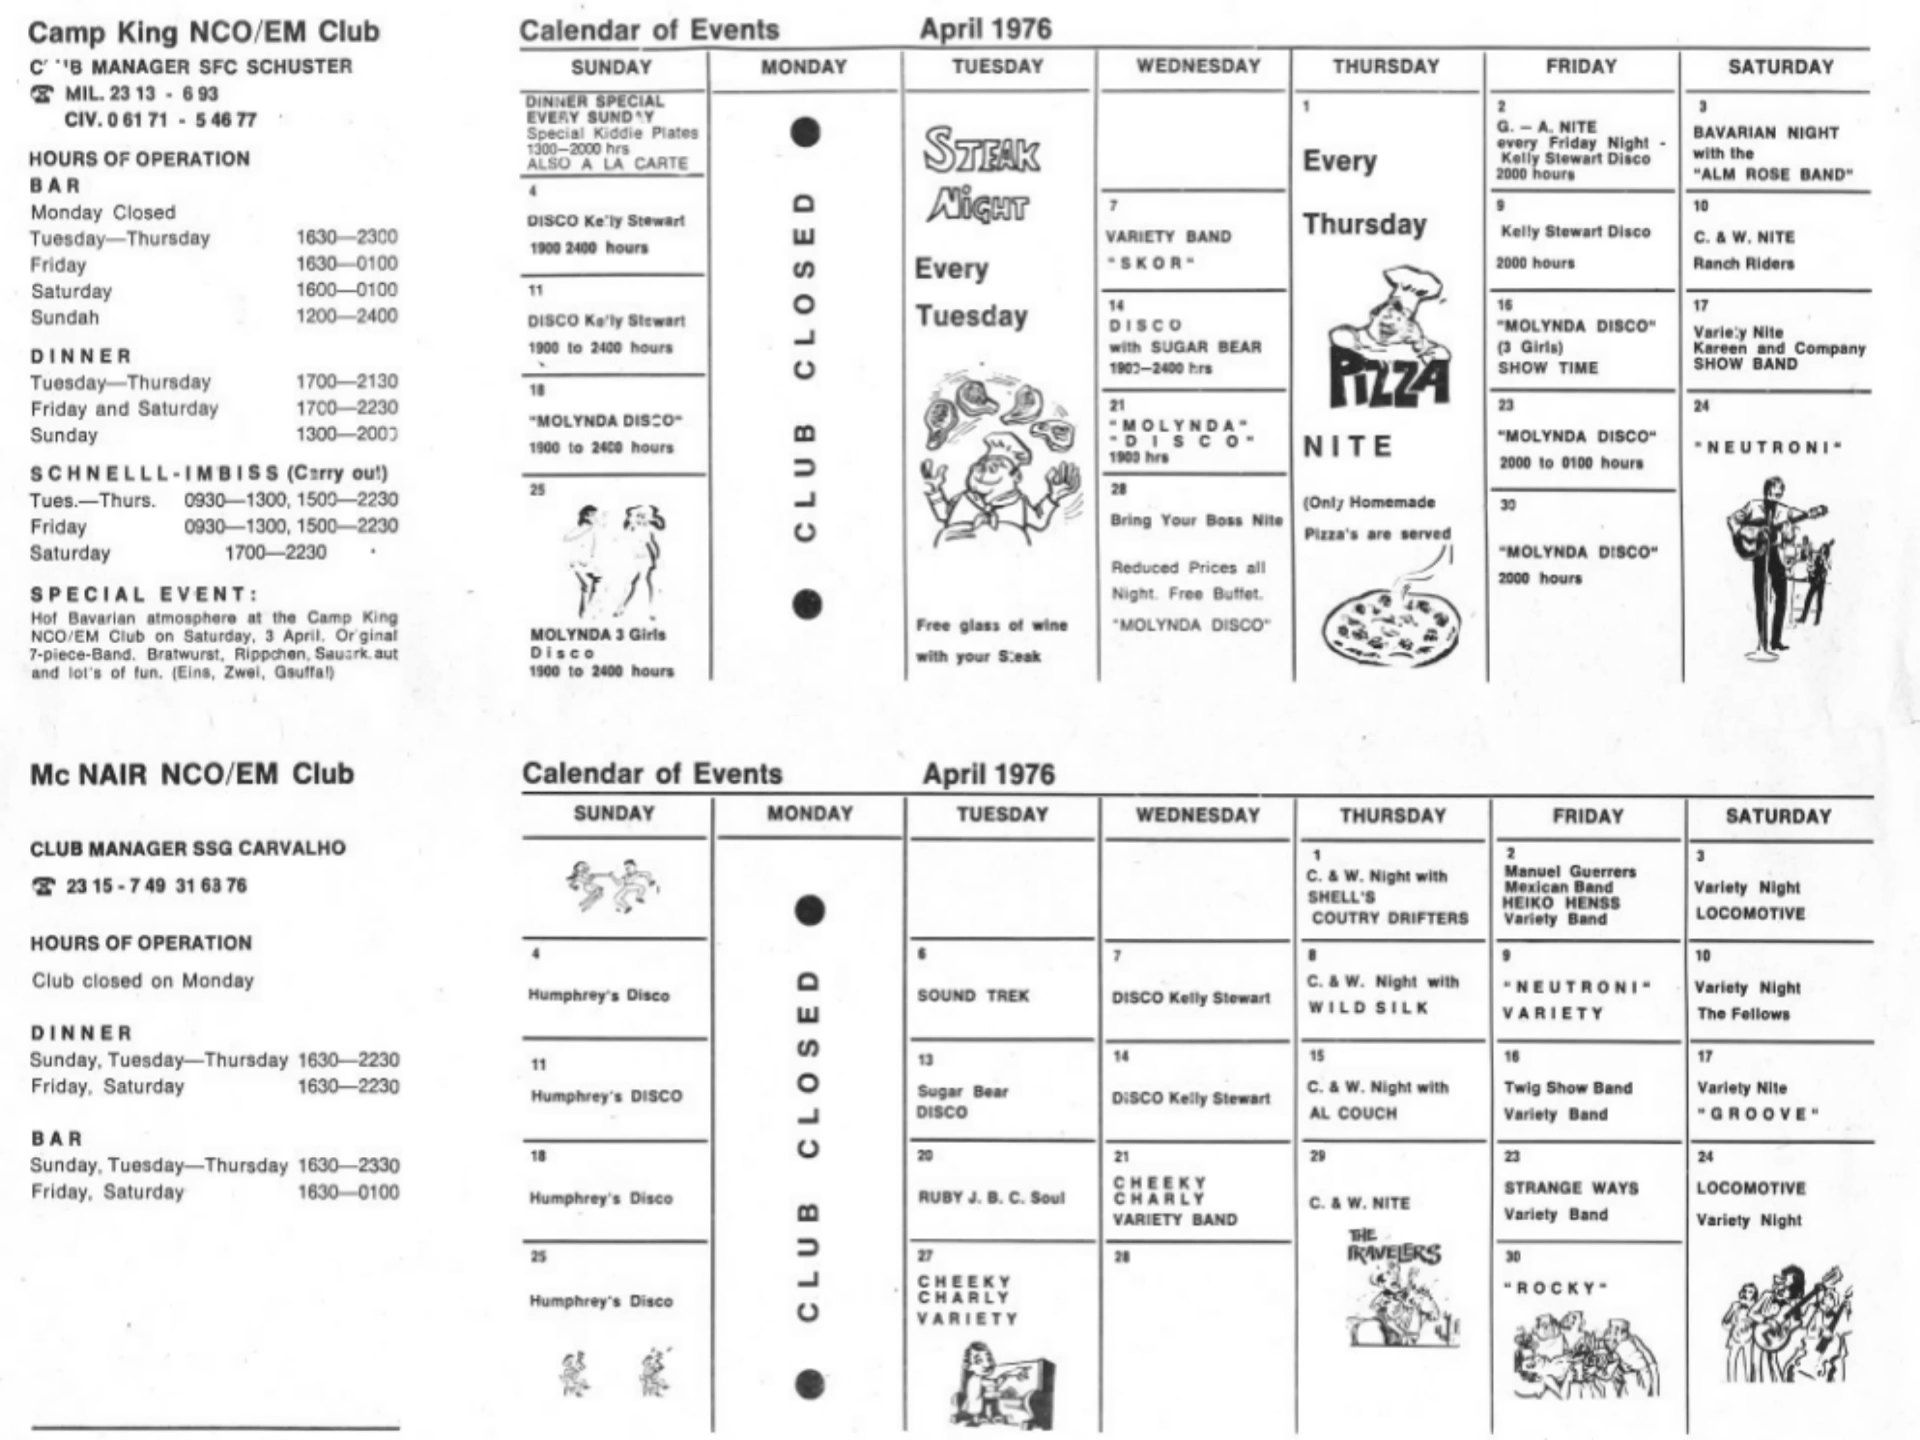 Camp King NCO/EM Club
MANAGER SFC SCHUSTER
☎ MIL. 23 13 - 6 93
CIV. 0 61 71 - 5 46 77
HOURS OF OPERATION
BAR
Monday Closed
Tuesday—Thursday 1630—2300
Friday 1630—0100
Saturday 1600—0100
Sundah 1200—2400
DINNER
Tuesday—Thursday 1700—2130
Friday and Saturday 1700—2230
Sunday 1300—2000
SCHNELLL-IMBISS (Carry out)
Tues.—Thurs. 0930—1300, 1500—2230
Friday 0930—1300, 1500—2230
Saturday 1700—2230
SPECIAL EVENT:
Hof Bavarian atmosphere at the Camp King
NCO/EM Club on Saturday, 3 April. Original
7-piece-Band. Bratwurst, Rippchen, Sauerkraut
and lot's of fun. (Eins, Zwei, Gsuffa!)
Calendar of Events April 1976
SUNDAY MONDAY TUESDAY WEDNESDAY THURSDAY FRIDAY SATURDAY
DINNER SPECIAL
EVERY SUNDAY
Special Kiddie Plates
1300—2000 hrs
ALSO A LA CARTE
4
DISCO Kelly Stewart
1900 2400 hours
11
DISCO Kelly Stewart
1900 to 2400 hours
18
"MOLYNDA DISCO"
1900 to 2400 hours
25
MOLYNDA 3 Girls
Disco
1900 to 2400 hours
CLUB CLOSED
STEAK
NIGHT
Every
Tuesday
Free glass of wine
with your Steak
7
VARIETY BAND
"SKOR"
14
DISCO
with SUGAR BEAR
1900—2400 hrs
21
"MOLYNDA"
"DISCO"
1900 hrs
28
Bring Your Boss Nite
Reduced Prices all
Night. Free Buffet.
"MOLYNDA DISCO"
1
Every
Thursday
PIZZA
NITE
(Only Homemade
Pizza's are served
2
G. — A. NITE
every Friday Night -
Kelly Stewart Disco
2000 hours
9
Kelly Stewart Disco
2000 hours
16
"MOLYNDA DISCO"
(3 Girls)
SHOW TIME
23
"MOLYNDA DISCO"
2000 to 0100 hours
30
"MOLYNDA DISCO"
2000 hours
3
BAVARIAN NIGHT
with the
"ALM ROSE BAND"
10
C. & W. NITE
Ranch Riders
17
Variety Nite
Kareen and Company
SHOW BAND
24
"NEUTRONI"
Mc NAIR NCO/EM Club
CLUB MANAGER SSG CARVALHO
☎ 23 15 - 7 49 31 63 76
HOURS OF OPERATION
Club closed on Monday
DINNER
Sunday, Tuesday—Thursday 1630—2230
Friday, Saturday 1630—2230
BAR
Sunday, Tuesday—Thursday 1630—2330
Friday, Saturday 1630—0100
Calendar of Events April 1976
SUNDAY MONDAY TUESDAY WEDNESDAY THURSDAY FRIDAY SATURDAY
4
Humphrey's Disco
11
Humphrey's DISCO
18
Humphrey's Disco
25
Humphrey's Disco
CLUB CLOSED
6
SOUND TREK
13
Sugar Bear
DISCO
20
RUBY J. B. C. Soul
27
CHEEKY
CHARLY
VARIETY
7
DISCO Kelly Stewart
14
DISCO Kelly Stewart
21
CHEEKY
CHARLY
VARIETY BAND
28
1
C. & W. Night with
SHELL'S
COUTRY DRIFTERS
8
C. & W. Night with
WILD SILK
15
C. & W. Night with
AL COUCH
29
C. & W. NITE
THE
TRAVELERS
2
Manuel Guerrers
Mexican Band
HEIKO HENSS
Variety Band
9
"NEUTRONI"
VARIETY
16
Twig Show Band
Variety Band
23
STRANGE WAYS
Variety Band
30
"ROCKY"
3
Variety Night
LOCOMOTIVE
10
Variety Night
The Fellows
17
Variety Nite
"GROOVE"
24
LOCOMOTIVE
Variety Night